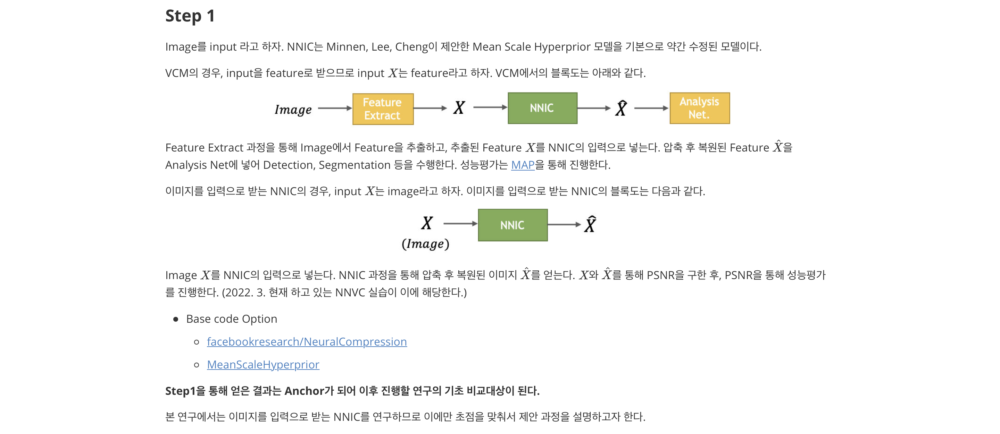 Step 1
Image를 input 라고 하자. NNIC는 Minnen, Lee, Cheng이 제안한 Mean Scale Hyperprior 모델을 기본으로 약간 수정된 모델이다.
VCM의 경우, input을 feature로 받으므로 input X는 feature라고 하자. VCM에서의 블록도는 아래와 같다.
Image Feature Extract X NNIC X̂ Analysis Net.
Feature Extract 과정을 통해 Image에서 Feature을 추출하고, 추출된 Feature X를 NNIC의 입력으로 넣는다. 압축 후 복원된 Feature X̂을
Analysis Net에 넣어 Detection, Segmentation 등을 수행한다. 성능평가는 MAP을 통해 진행한다.
이미지를 입력으로 받는 NNIC의 경우, input X는 image라고 하자. 이미지를 입력으로 받는 NNIC의 블록도는 다음과 같다.
X NNIC X̂
(Image)
Image X를 NNIC의 입력으로 넣는다. NNIC 과정을 통해 압축 후 복원된 이미지 X̂를 얻는다. X와 X̂를 통해 PSNR을 구한 후, PSNR을 통해 성능평가
를 진행한다. (2022. 3. 현재 하고 있는 NNVC 실습이 이에 해당한다.)
● Base code Option
○ facebookresearch/NeuralCompression
○ MeanScaleHyperprior
Step1을 통해 얻은 결과는 Anchor가 되어 이후 진행할 연구의 기초 비교대상이 된다.
본 연구에서는 이미지를 입력으로 받는 NNIC를 연구하므로 이에만 초점을 맞춰서 제안 과정을 설명하고자 한다.